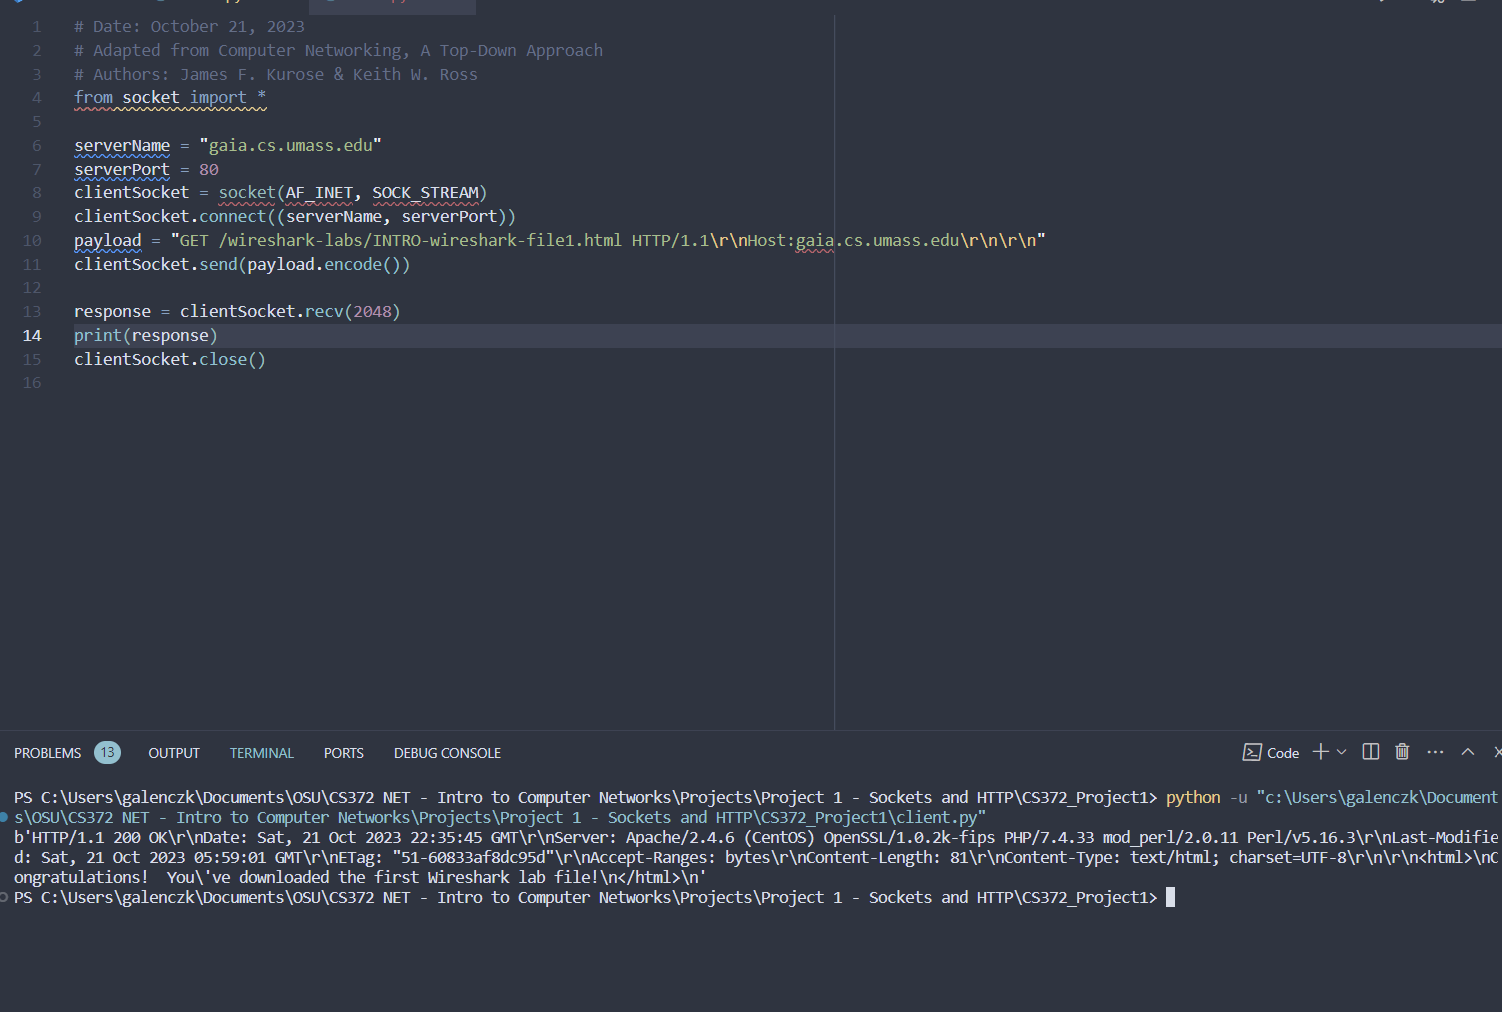 1 # Date: October 21, 2023
2 # Adapted from Computer Networking, A Top-Down Approach
3 # Authors: James F. Kurose & Keith W. Ross
4 from socket import *
5
6 serverName = "gaia.cs.umass.edu"
7 serverPort = 80
8 clientSocket = socket(AF_INET, SOCK_STREAM)
9 clientSocket.connect((serverName, serverPort))
10 payload = "GET /wireshark-labs/INTRO-wireshark-file1.html HTTP/1.1\r\nHost:gaia.cs.umass.edu\r\n\r\n"
11 clientSocket.send(payload.encode())
12
13 response = clientSocket.recv(2048)
14 print(response)
15 clientSocket.close()
16
PROBLEMS 13 OUTPUT TERMINAL PORTS DEBUG CONSOLE Code
PS C:\Users\galenczk\Documents\OSU\CS372 NET - Intro to Computer Networks\Projects\Project 1 - Sockets and HTTP\CS372_Project1> python -u "c:\Users\galenczk\Document
s\OSU\CS372 NET - Intro to Computer Networks\Projects\Project 1 - Sockets and HTTP\CS372_Project1\client.py"
b'HTTP/1.1 200 OK\r\nDate: Sat, 21 Oct 2023 22:35:45 GMT\r\nServer: Apache/2.4.6 (CentOS) OpenSSL/1.0.2k-fips PHP/7.4.33 mod_perl/2.0.11 Perl/v5.16.3\r\nLast-Modifie
d: Sat, 21 Oct 2023 05:59:01 GMT\r\nETag: "51-60833af8dc95d"\r\nAccept-Ranges: bytes\r\nContent-Length: 81\r\nContent-Type: text/html; charset=UTF-8\r\n\r\n<html>\nC
ongratulations!  You\'ve downloaded the first Wireshark lab file!\n</html>\n'
PS C:\Users\galenczk\Documents\OSU\CS372 NET - Intro to Computer Networks\Projects\Project 1 - Sockets and HTTP\CS372_Project1>